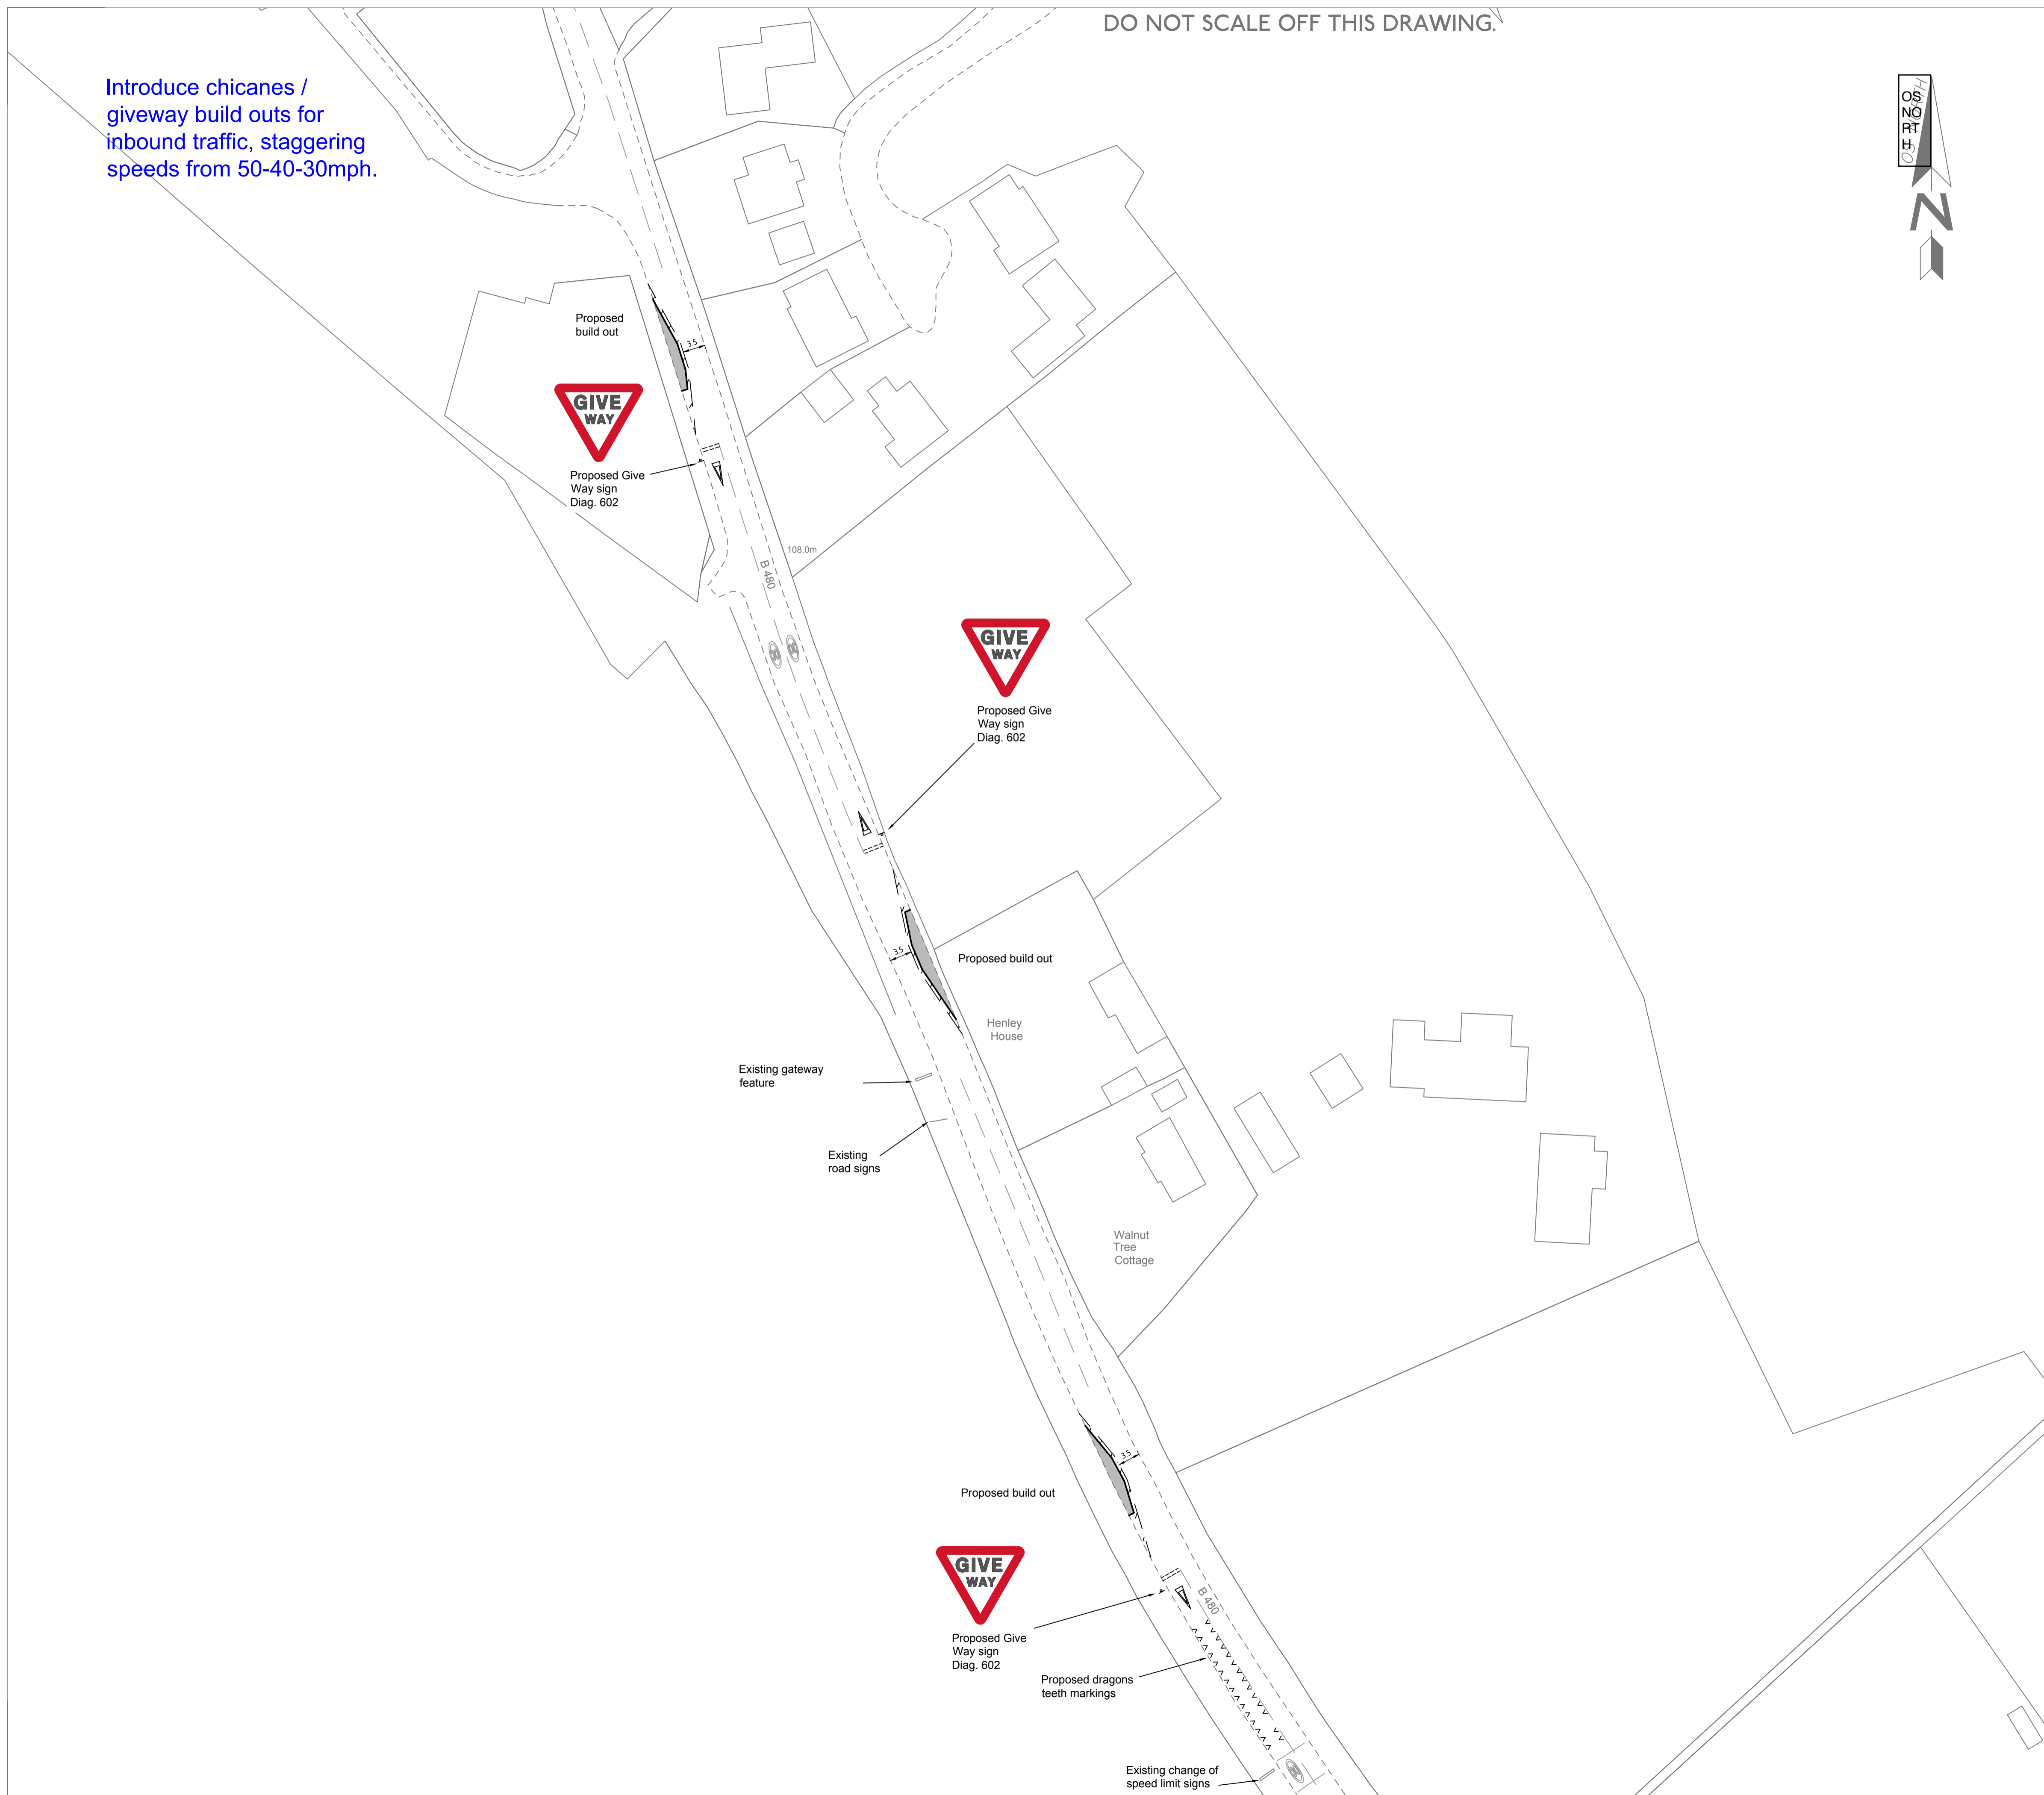 DO NOT SCALE OFF THIS DRAWING.
Introduce chicanes /
giveway build outs for
inbound traffic, staggering
speeds from 50-40-30mph.
OS NORTH
OS
NO
RT
H
N
Proposed
build out
3.5
GIVE
WAY
Proposed Give
Way sign
Diag. 602
108.0m
B 480
GIVE
WAY
Proposed Give
Way sign
Diag. 602
3.5
Proposed build out
Henley
House
Existing gateway
feature
Existing
road signs
Walnut
Tree
Cottage
3.5
Proposed build out
GIVE
WAY
Proposed Give
Way sign
Diag. 602
B 480
Proposed dragons
teeth markings
Existing change of
speed limit signs